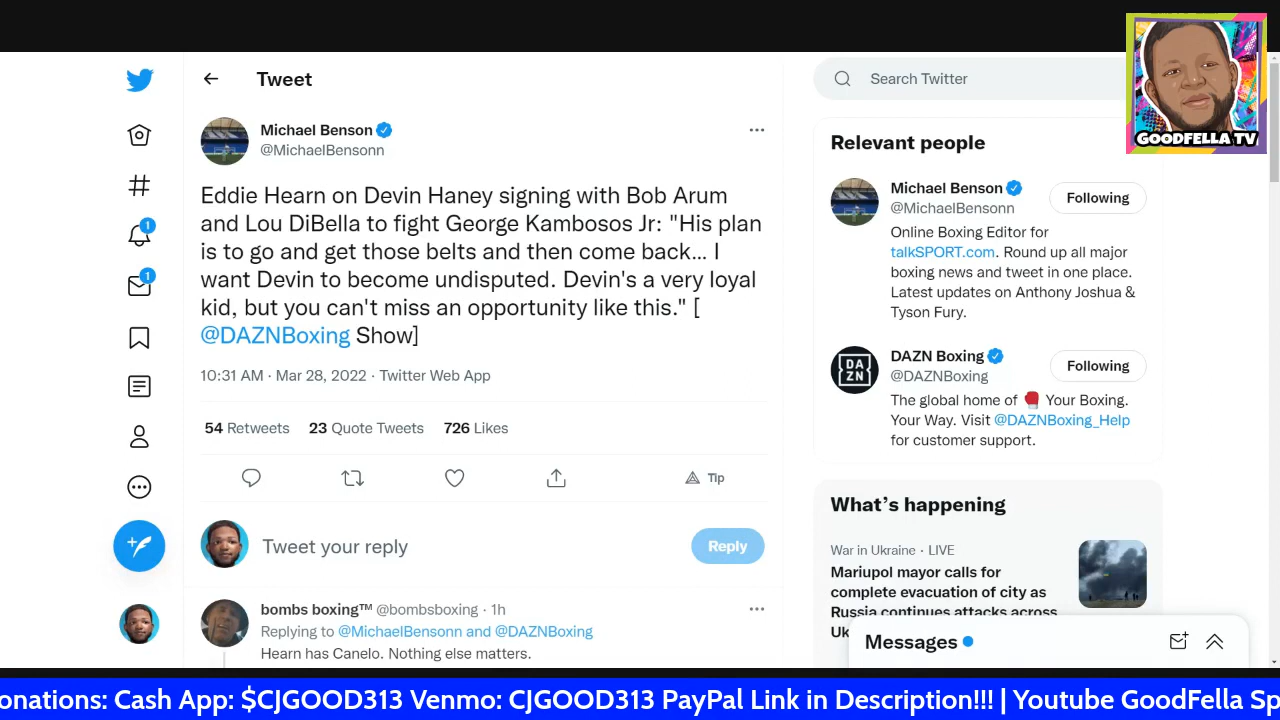 GOODFELLA TV
Tweet
Search Twitter
Michael Benson
@MichaelBensonn
Eddie Hearn on Devin Haney signing with Bob Arum
and Lou DiBella to fight George Kambosos Jr: "His plan
is to go and get those belts and then come back... I
want Devin to become undisputed. Devin's a very loyal
kid, but you can't miss an opportunity like this." [
@DAZNBoxing Show]
10:31 AM · Mar 28, 2022 · Twitter Web App
54 Retweets 23 Quote Tweets 726 Likes
Tip
Tweet your reply
Reply
bombs boxing™ @bombsboxing · 1h
Replying to @MichaelBensonn and @DAZNBoxing
Hearn has Canelo. Nothing else matters.
1
1
Relevant people
Michael Benson
@MichaelBensonn
Following
Online Boxing Editor for
talkSPORT.com. Round up all major
boxing news and tweet in one place.
Latest updates on Anthony Joshua &
Tyson Fury.
DA
ZN
DAZN Boxing
@DAZNBoxing
Following
The global home of 🥊 Your Boxing.
Your Way. Visit @DAZNBoxing_Help
for customer support.
What's happening
War in Ukraine · LIVE
Mariupol mayor calls for
complete evacuation of city as
Russia continues attacks across
Uk
Messages
onations: Cash App: $CJGOOD313 Venmo: CJGOOD313 PayPal Link in Description!!! | Youtube GoodFella Sp